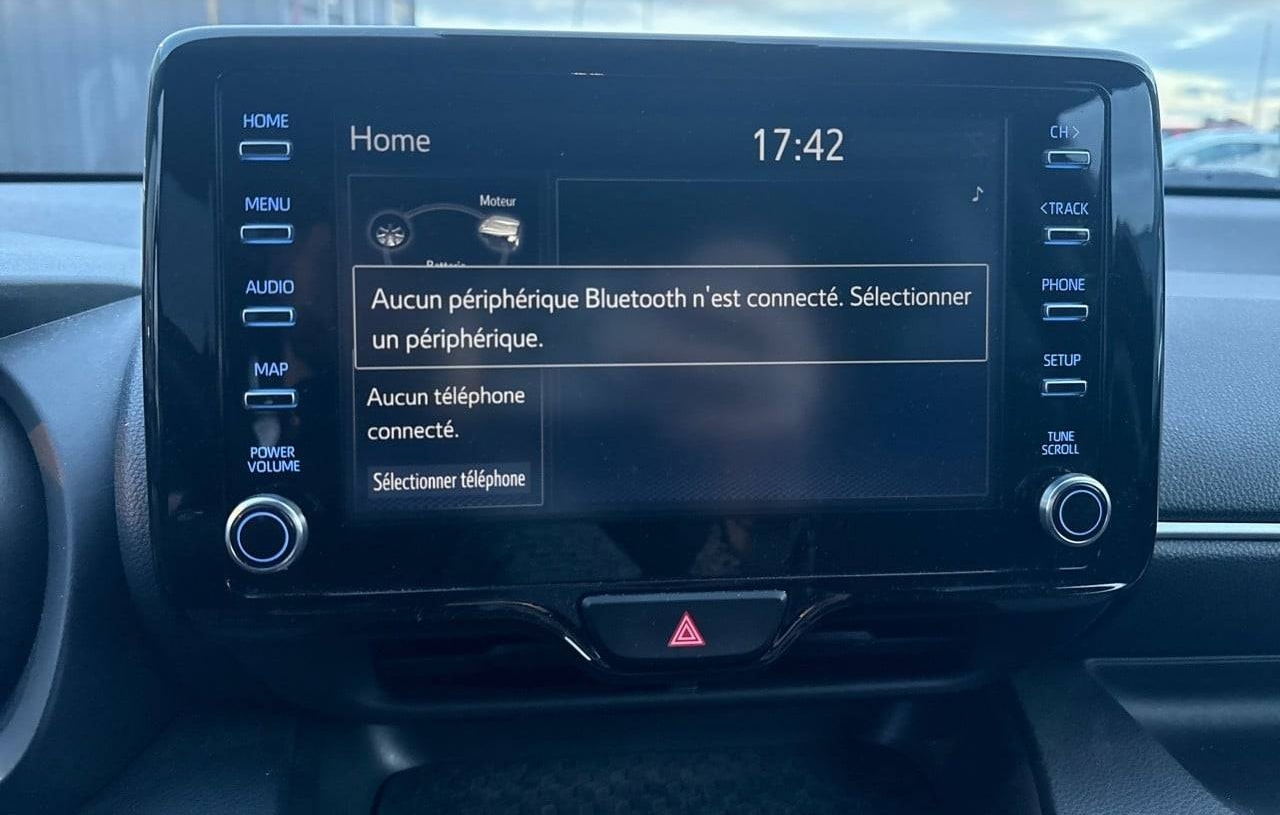 HOME
MENU
AUDIO
MAP
POWER
VOLUME
Home
17:42
Moteur
Batterie
Aucun périphérique Bluetooth n'est connecté. Sélectionner
un périphérique.
Aucun téléphone
connecté.
Sélectionner téléphone
CH >
<TRACK
PHONE
SETUP
TUNE
SCROLL